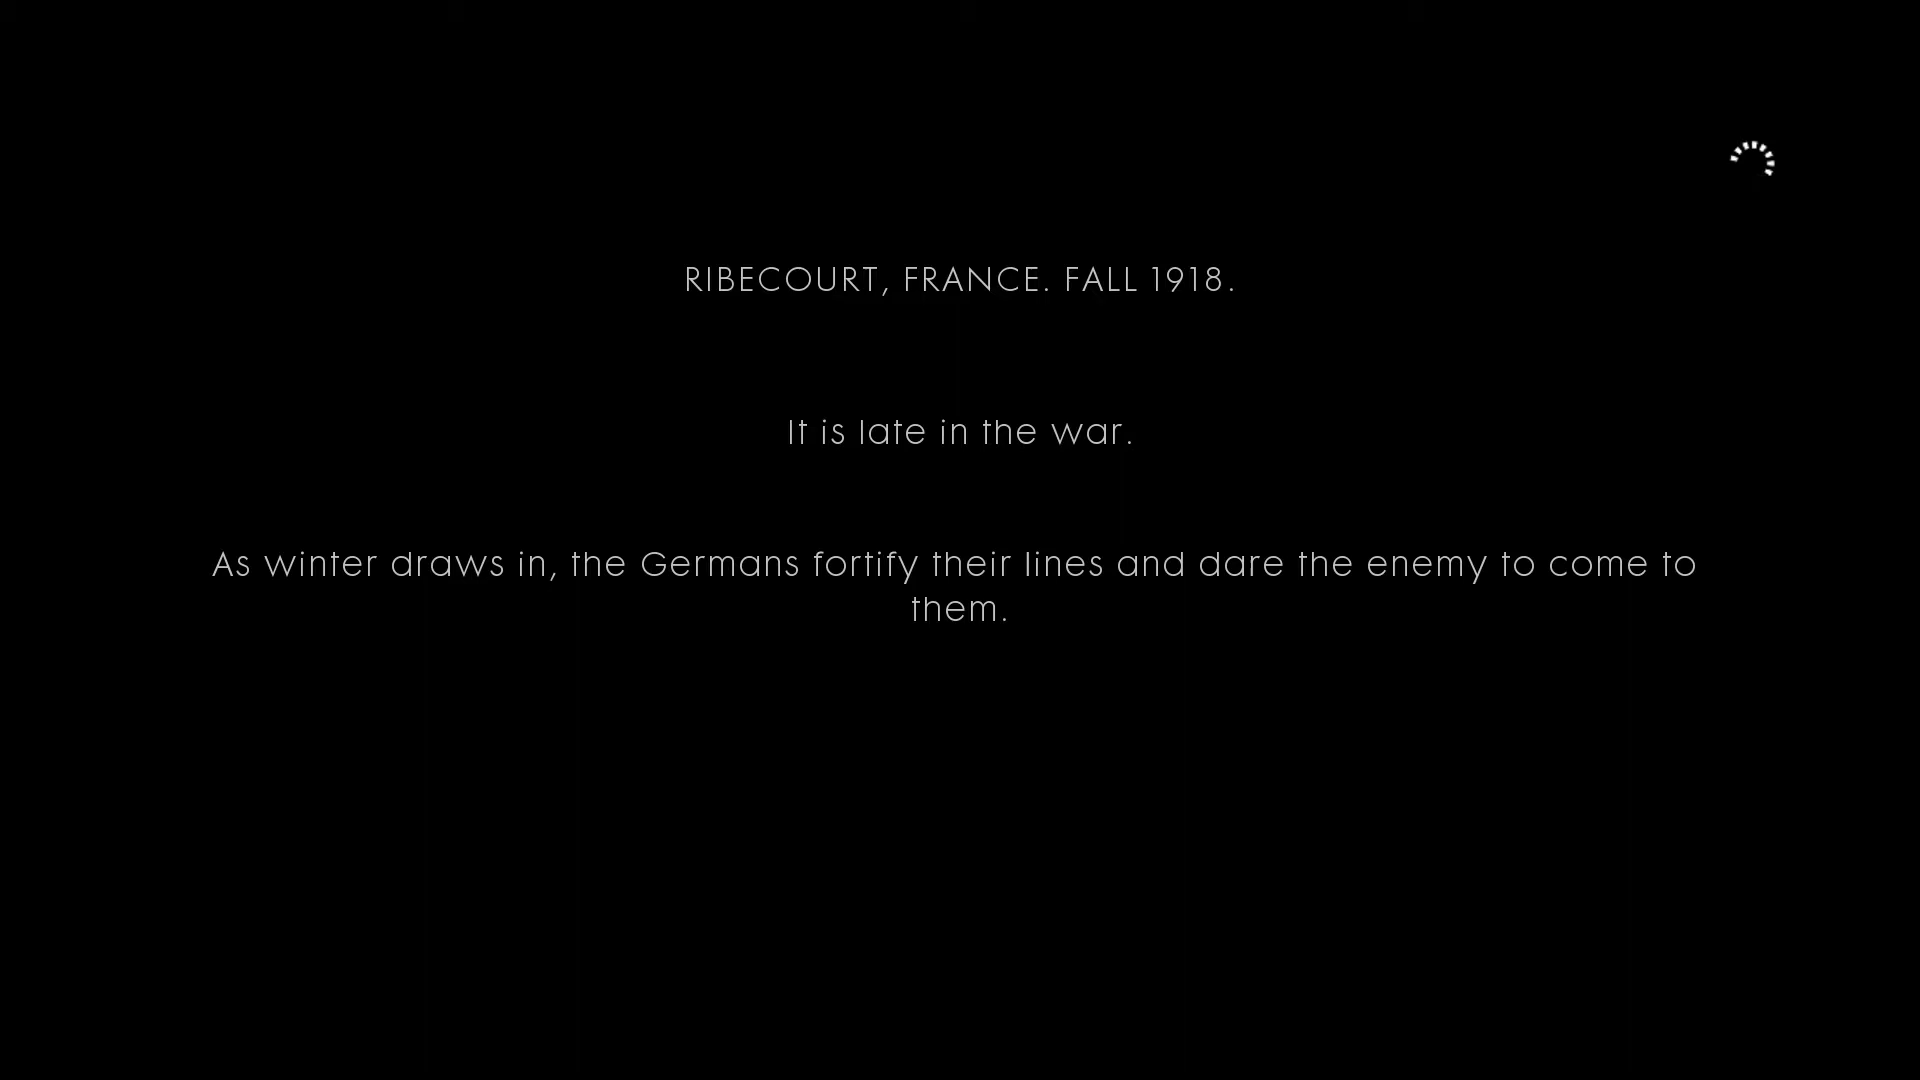 RIBECOURT, FRANCE. FALL 1918.
It is late in the war.
As winter draws in, the Germans fortify their lines and dare the enemy to come to
them.